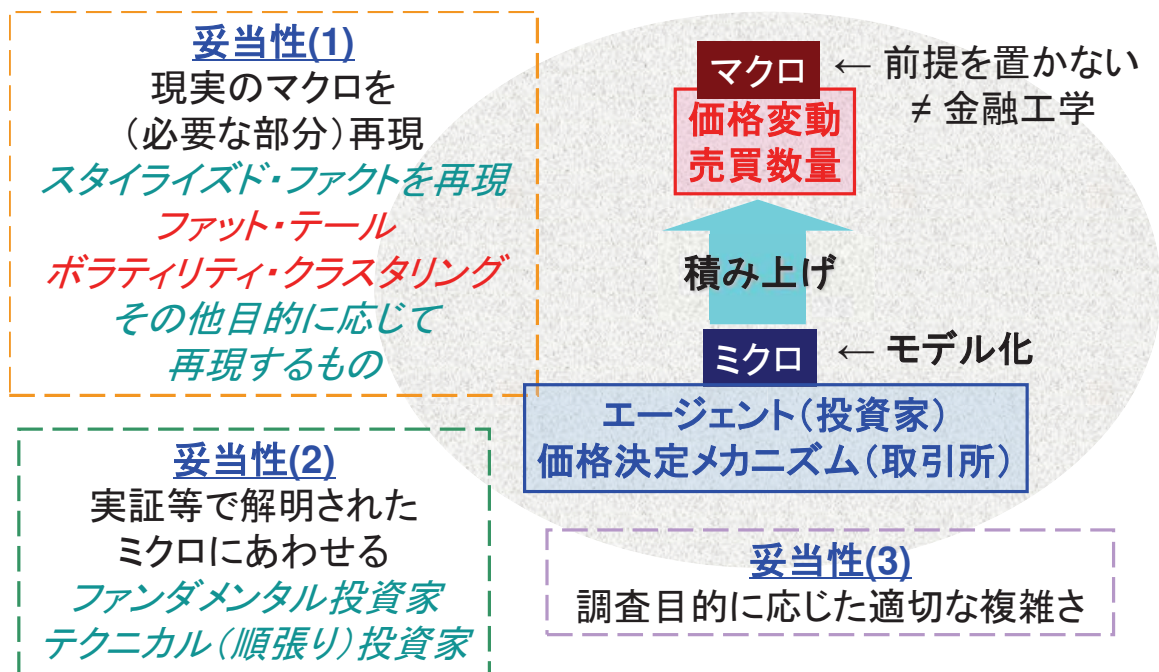 妥当性(1)
現実のマクロを
（必要な部分）再現
スタイライズド・ファクトを再現
ファット・テール
ボラティリティ・クラスタリング
その他目的に応じて
再現するもの
マクロ
← 前提を置かない
≠ 金融工学
価格変動
売買数量
積み上げ
ミクロ
← モデル化
エージェント（投資家）
価格決定メカニズム（取引所）
妥当性(2)
実証等で解明された
ミクロにあわせる
ファンダメンタル投資家
テクニカル（順張り）投資家
妥当性(3)
調査目的に応じた適切な複雑さ